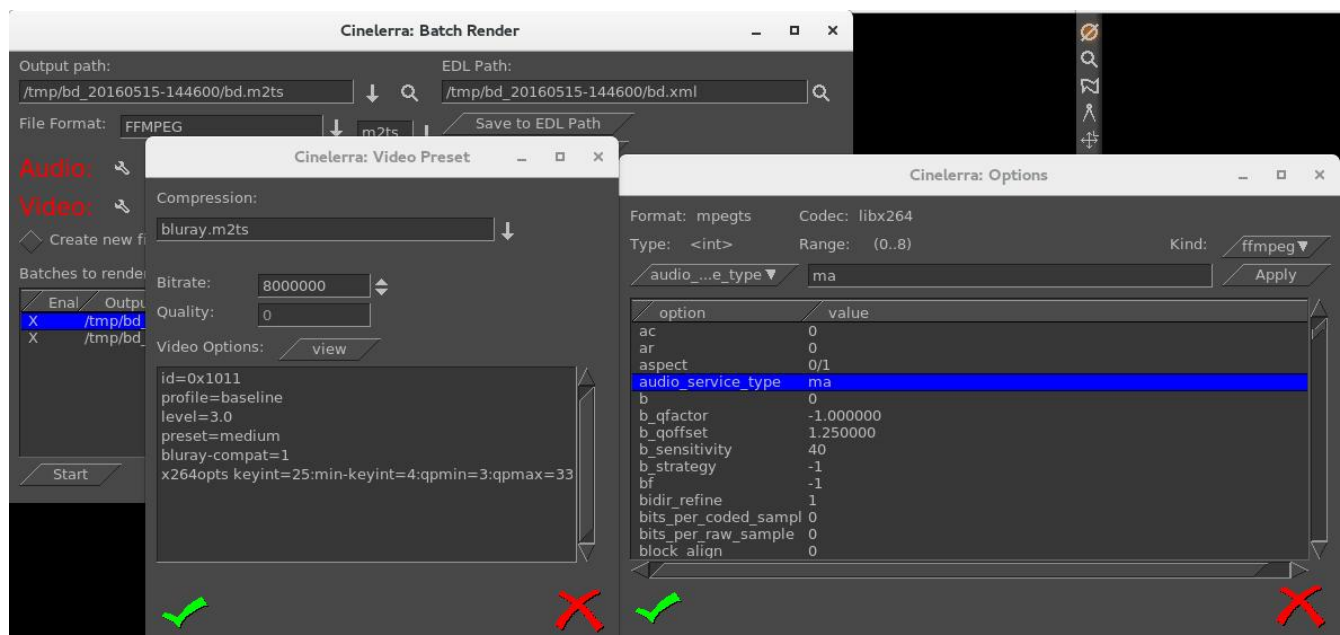 Cinelerra: Batch Render
Output path:
EDL Path:
/tmp/bd_20160515-144600/bd.m2ts
/tmp/bd_20160515-144600/bd.xml
File Format:
FFMPEG
m2ts
Save to EDL Path
Audio:
Video:
Create new fi
Batches to rende
Enal
Outpu
X /tmp/bd_
X /tmp/bd_
Start
Cinelerra: Video Preset
Compression:
bluray.m2ts
Bitrate: 8000000
Quality: 0
Video Options: view
id=0x1011
profile=baseline
level=3.0
preset=medium
bluray-compat=1
x264opts keyint=25:min-keyint=4:qpmin=3:qpmax=33
Cinelerra: Options
Format: mpegts Codec: libx264
Type: <int> Range: (0..8) Kind: ffmpeg
audio_...e_type ma Apply
option value
ac 0
ar 0
aspect 0/1
audio_service_type ma
b 0
b_qfactor -1.000000
b_qoffset 1.250000
b_sensitivity 40
b_strategy -1
bf -1
bidir_refine 1
bits_per_coded_sampl 0
bits_per_raw_sample 0
block_align 0